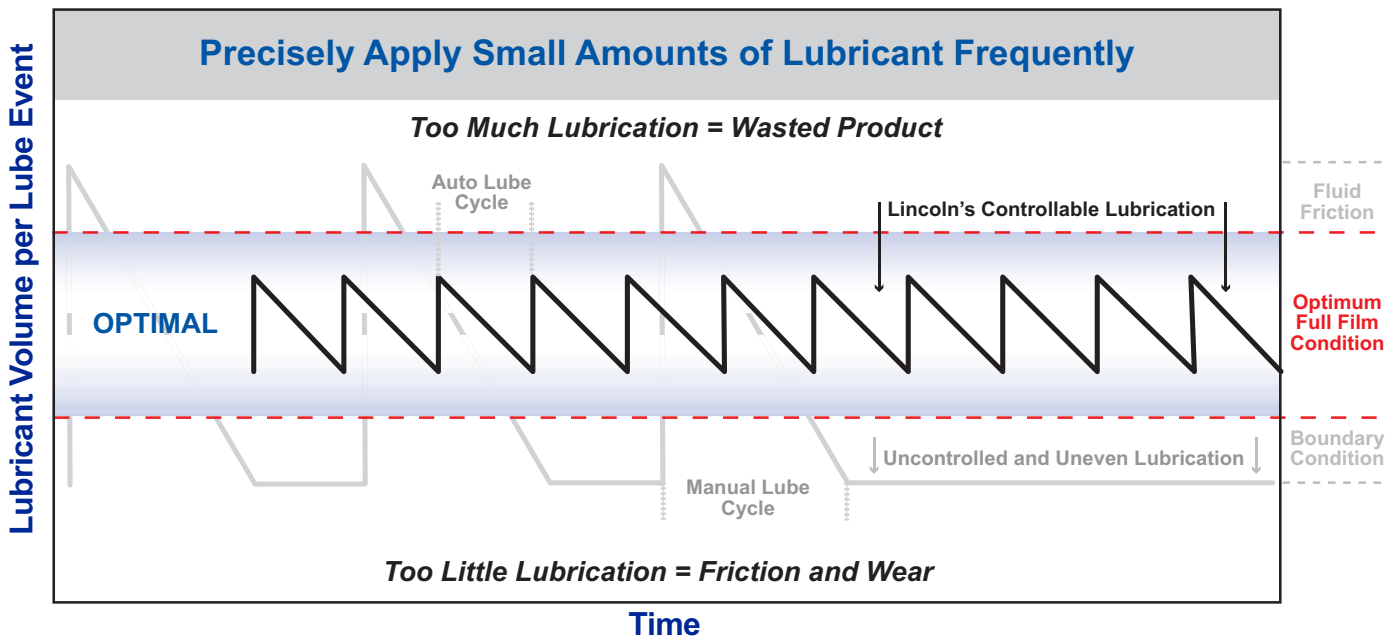 Precisely Apply Small Amounts of Lubricant Frequently
Too Much Lubrication = Wasted Product
Lubricant Volume per Lube Event
Auto Lube
Cycle
Lincoln's Controllable Lubrication
Fluid
Friction
OPTIMAL
Optimum
Full Film
Condition
Boundary
Condition
Uncontrolled and Uneven Lubrication
Manual Lube
Cycle
Too Little Lubrication = Friction and Wear
Time